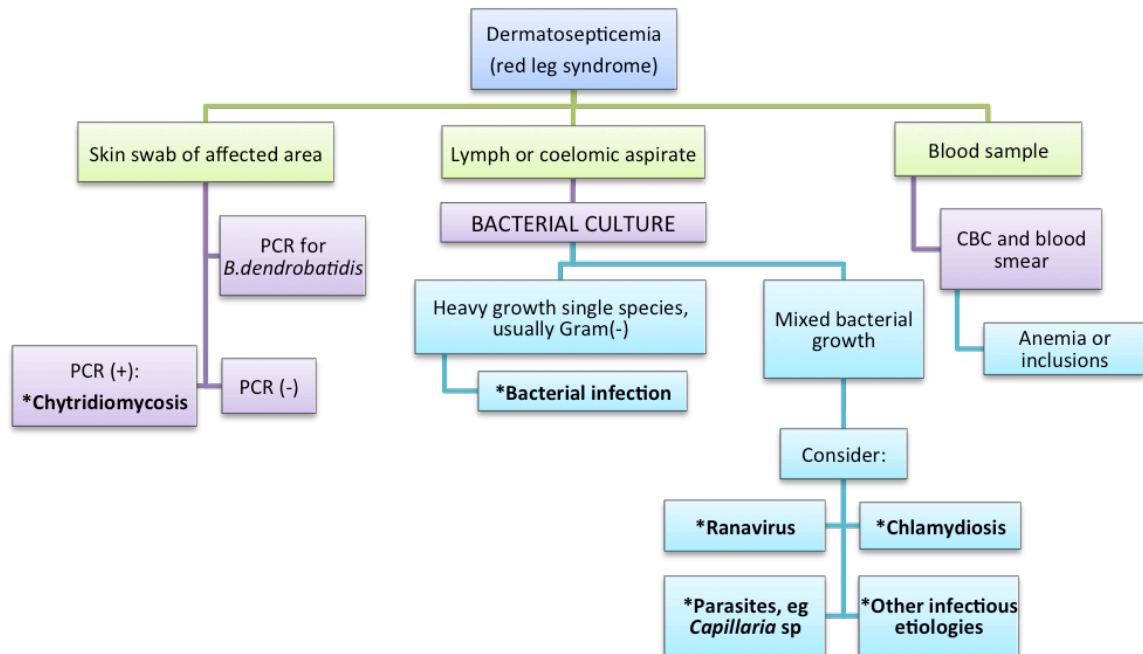 Dermatosepticemia
(red leg syndrome)
Skin swab of affected area
Lymph or coelomic aspirate
Blood sample
PCR for
B.dendrobatidis
PCR (+):
*Chytridiomycosis
PCR (-)
BACTERIAL CULTURE
Heavy growth single species,
usually Gram(-)
*Bacterial infection
Mixed bacterial
growth
Consider:
*Ranavirus
*Chlamydiosis
*Parasites, eg
Capillaria sp
*Other infectious
etiologies
CBC and blood
smear
Anemia or
inclusions